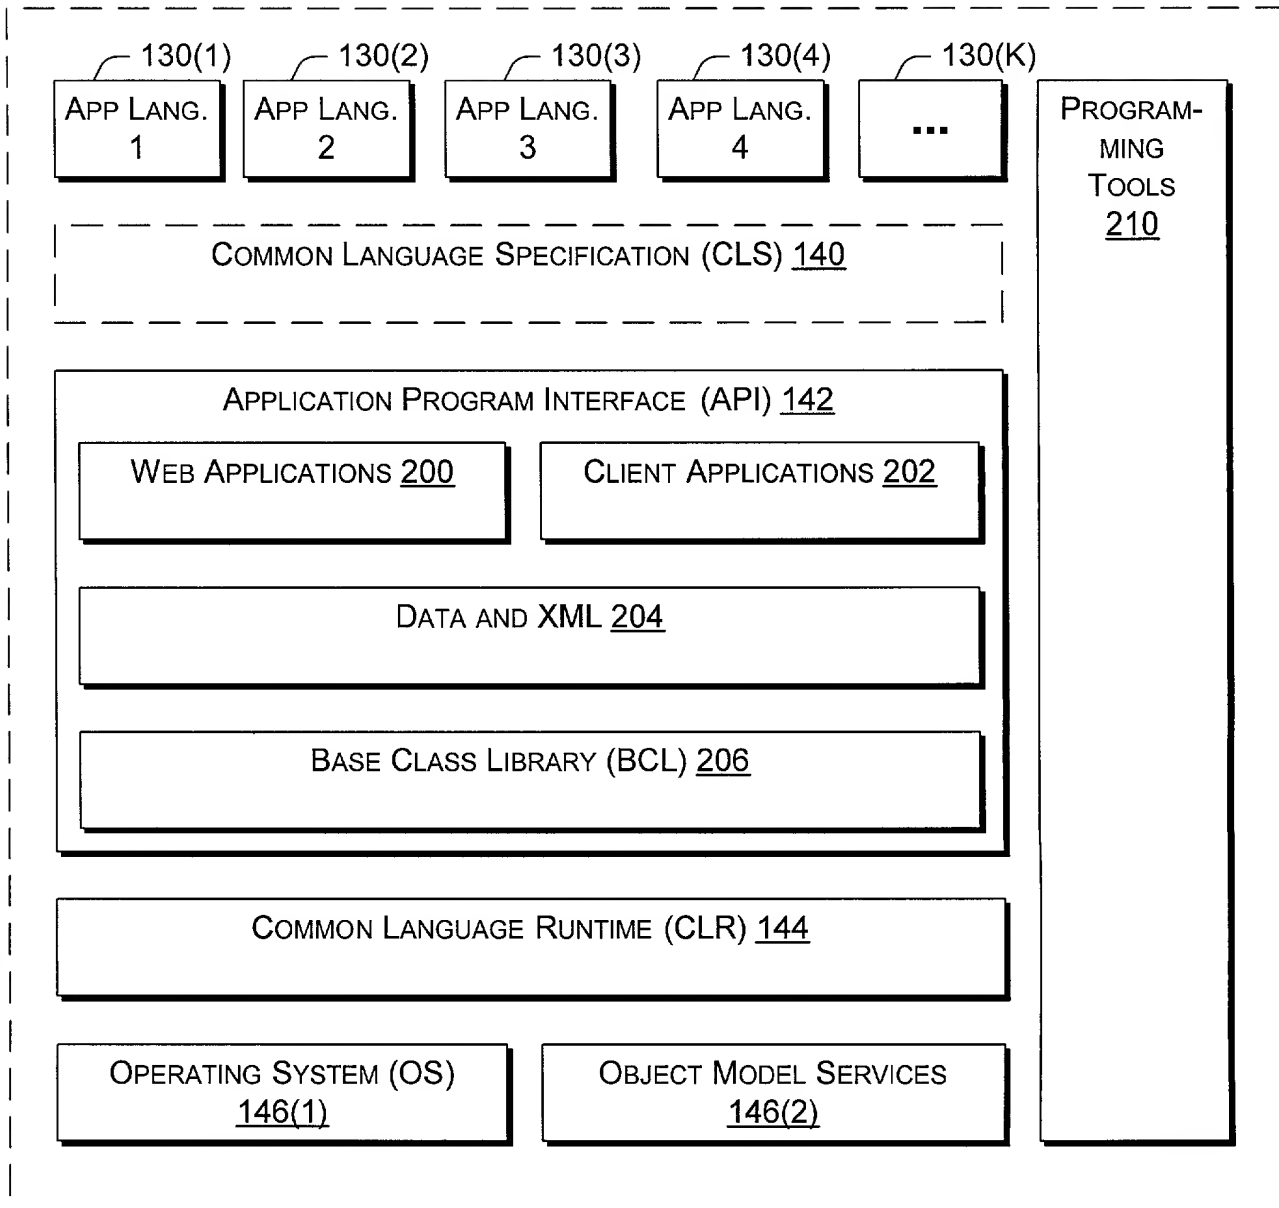 130(1) 130(2) 130(3) 130(4) 130(K)
APP LANG.
1
APP LANG.
2
APP LANG.
3
APP LANG.
4
...
PROGRAM-
MING
TOOLS
210
COMMON LANGUAGE SPECIFICATION (CLS) 140
APPLICATION PROGRAM INTERFACE (API) 142
WEB APPLICATIONS 200
CLIENT APPLICATIONS 202
DATA AND XML 204
BASE CLASS LIBRARY (BCL) 206
COMMON LANGUAGE RUNTIME (CLR) 144
OPERATING SYSTEM (OS)
146(1)
OBJECT MODEL SERVICES
146(2)